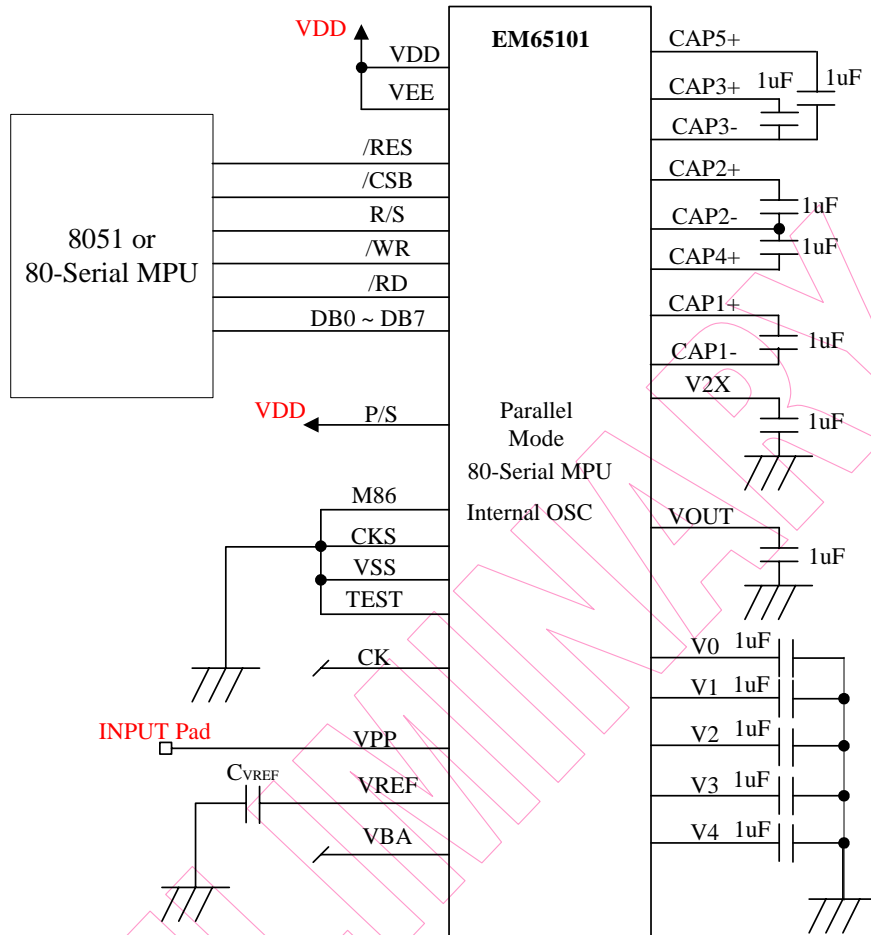 VDD
EM65101
VDD
VEE
8051 or
80-Serial MPU
/RES
/CSB
R/S
/WR
/RD
DB0 ~ DB7
VDD
P/S
M86
CKS
VSS
TEST
CK
INPUT Pad
VPP
CVREF
VREF
VBA
Parallel
Mode
80-Serial MPU
Internal OSC
CAP5+
1uF
1uF
CAP3+
CAP3-
CAP2+
1uF
CAP2-
1uF
CAP4+
CAP1+
1uF
CAP1-
V2X
1uF
VOUT
1uF
V0 1uF
V1 1uF
V2 1uF
V3 1uF
V4 1uF